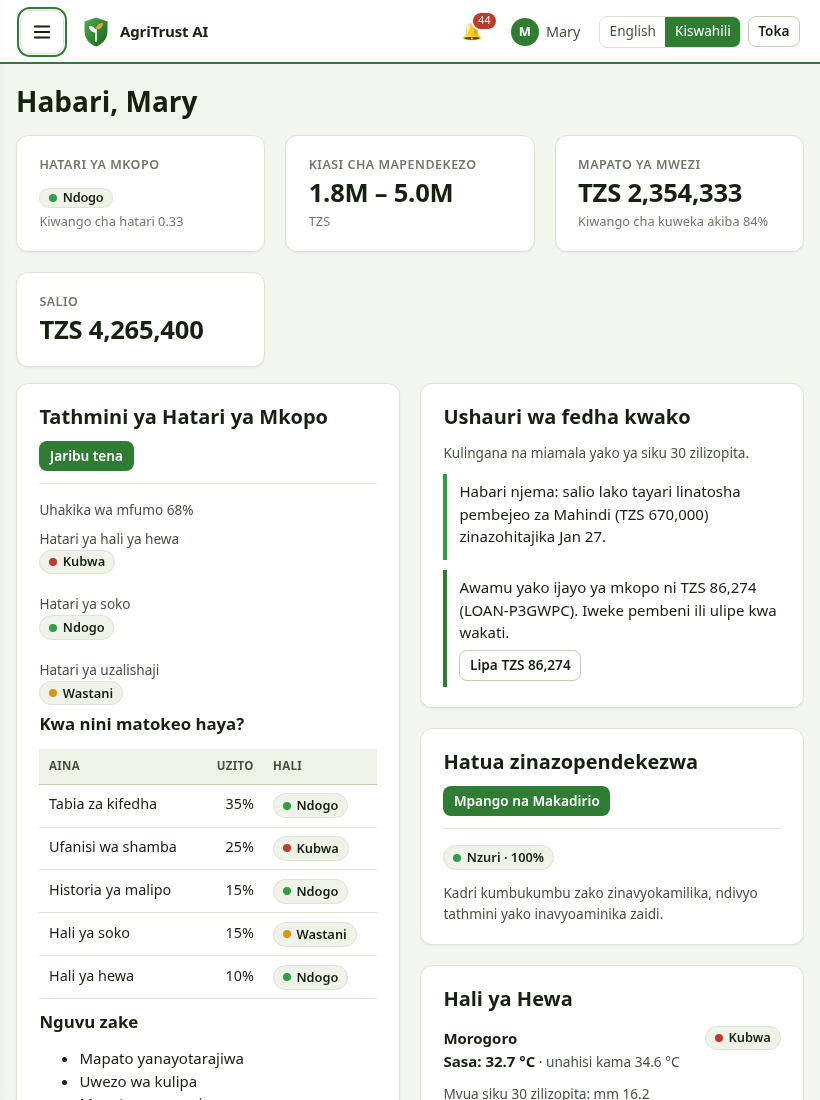 AgriTrust AI
44
M
Mary
English
Kiswahili
Toka
Habari, Mary
HATARI YA MKOPO
Ndogo
Kiwango cha hatari 0.33
KIASI CHA MAPENDEKEZO
1.8M – 5.0M
TZS
MAPATO YA MWEZI
TZS 2,354,333
Kiwango cha kuweka akiba 84%
SALIO
TZS 4,265,400
Tathmini ya Hatari ya Mkopo
Jaribu tena
Uhakika wa mfumo 68%
Hatari ya hali ya hewa
Kubwa
Hatari ya soko
Ndogo
Hatari ya uzalishaji
Wastani
Kwa nini matokeo haya?
AINA UZITO HALI
Tabia za kifedha 35% Ndogo
Ufanisi wa shamba 25% Kubwa
Historia ya malipo 15% Ndogo
Hali ya soko 15% Wastani
Hali ya hewa 10% Ndogo
Nguvu zake
Mapato yanayotarajiwa
Uwezo wa kulipa
Ushauri wa fedha kwako
Kulingana na miamala yako ya siku 30 zilizopita.
Habari njema: salio lako tayari linatosha
pembejeo za Mahindi (TZS 670,000)
zinazohitajika Jan 27.
Awamu yako ijayo ya mkopo ni TZS 86,274
(LOAN-P3GWPC). Iweke pembeni ili ulipe kwa
wakati.
Lipa TZS 86,274
Hatua zinazopendekezwa
Mpango na Makadirio
Nzuri · 100%
Kadri kumbukumbu zako zinavyokamilika, ndivyo
tathmini yako inavyoaminika zaidi.
Hali ya Hewa
Morogoro
Kubwa
Sasa: 32.7 °C · unahisi kama 34.6 °C
Mvua siku 30 zilizopita: mm 16.2